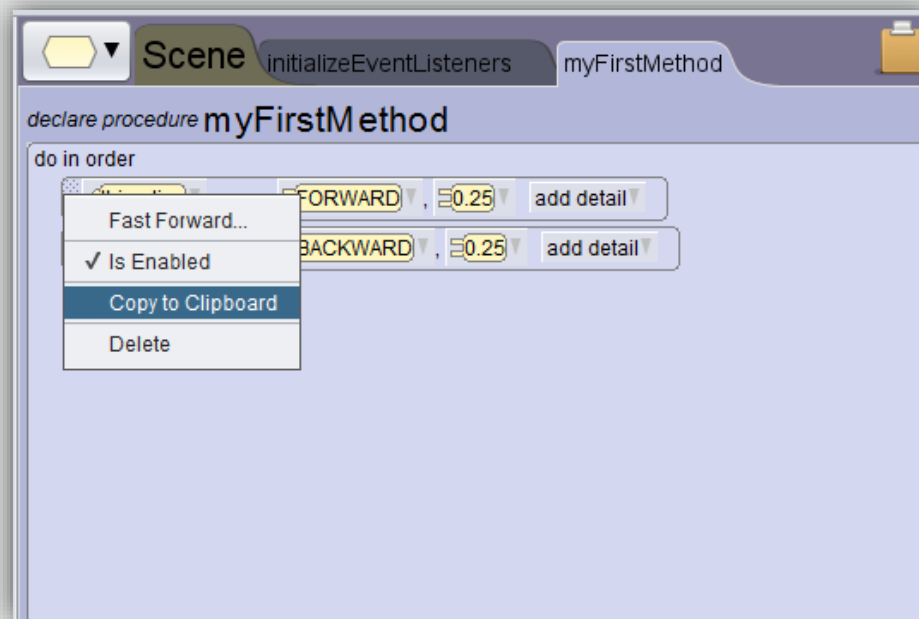 Scene initializeEventListeners myFirstMethod
declare procedure myFirstMethod
do in order
FORWARD , 0.25 add detail
BACKWARD , 0.25 add detail
Fast Forward...
✓ Is Enabled
Copy to Clipboard
Delete